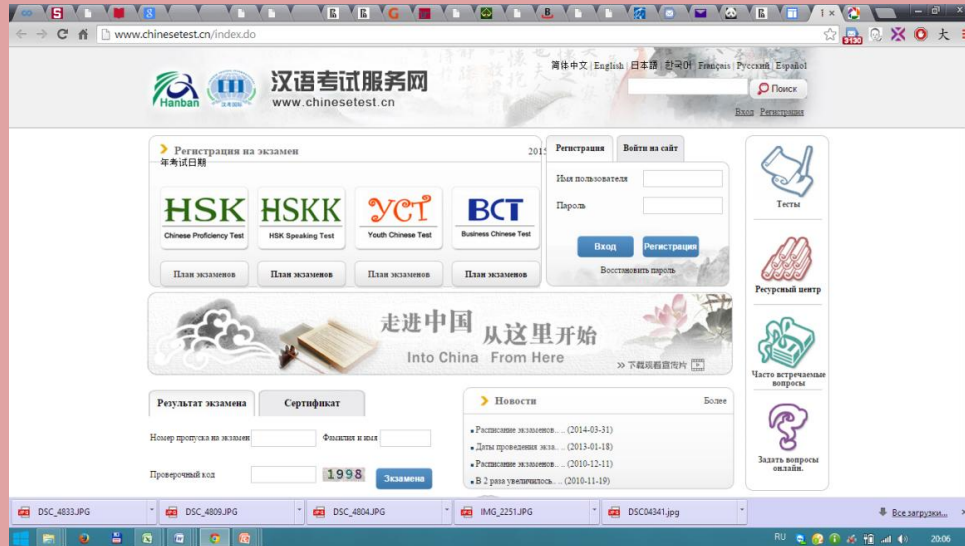 www.chinesetest.cn/index.do
3130
简体中文 | English | 日本語 | 한국어 | Français | Русский | Español
Hanban
汉语考试服务网
www.chinesetest.cn
Поиск
Вход Регистрация
Регистрация на экзамен 2015
年考试日期
HSK
Chinese Proficiency Test
HSKK
HSK Speaking Test
YCT
Youth Chinese Test
BCT
Business Chinese Test
План экзаменов План экзаменов План экзаменов План экзаменов
Регистрация Войти на сайт
Имя пользователя
Пароль
Вход Регистрация
Восстановить пароль
Тесты
Ресурсный центр
Часто встречаемые
вопросы
Задать вопросы
онлайн.
走进中国 从这里开始
Into China From Here
>> 下载观看宣传片
Результат экзамена Сертификат
Номер пропуска на экзамен Фамилия и имя
Проверочный код 1998 Экзамена
Новости Более
Расписание экзаменов.. .. (2014-03-31)
Даты проведения экза.. .. (2013-01-18)
Расписание экзаменов.. .. (2010-12-11)
В 2 раза увеличилось.. .. (2010-11-19)
DSC_4833.JPG DSC_4809.JPG DSC_4804.JPG IMG_2251.JPG DSC04341.jpg Все загрузки...
RU 20:06